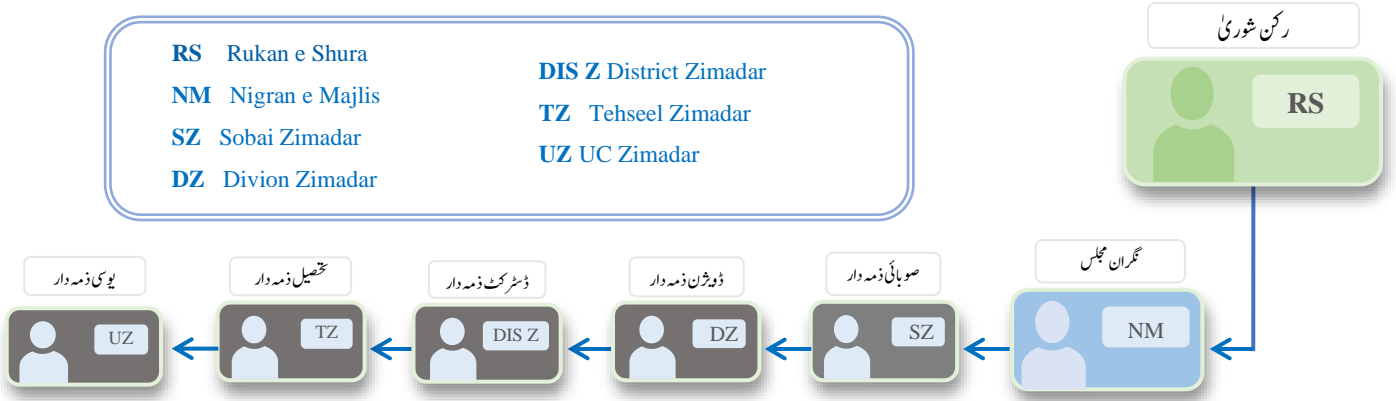 RS Rukan e Shura
NM Nigran e Majlis
SZ Sobai Zimadar
DZ Divion Zimadar
DIS Z District Zimadar
TZ Tehseel Zimadar
UZ UC Zimadar
رکن شوریٰ
RS
نگران مجلس
NM
صوبائی ذمہ دار
SZ
ڈویژن ذمہ دار
DZ
ڈسٹرکٹ ذمہ دار
DIS Z
تحصیل ذمہ دار
TZ
یوسی ذمہ دار
UZ